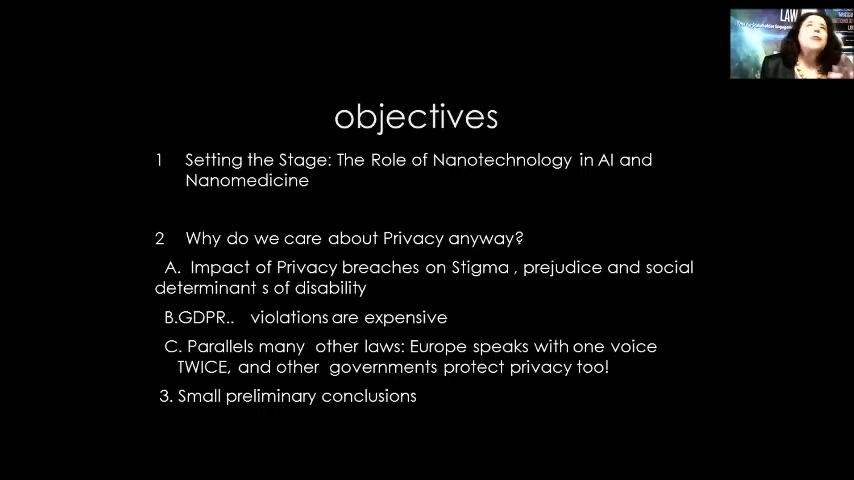 LAW
objectives
1 Setting the Stage: The Role of Nanotechnology in AI and
Nanomedicine
2 Why do we care about Privacy anyway?
A. Impact of Privacy breaches on Stigma , prejudice and social
determinant s of disability
B.GDPR.. violations are expensive
C. Parallels many other laws: Europe speaks with one voice
TWICE, and other governments protect privacy too!
3. Small preliminary conclusions